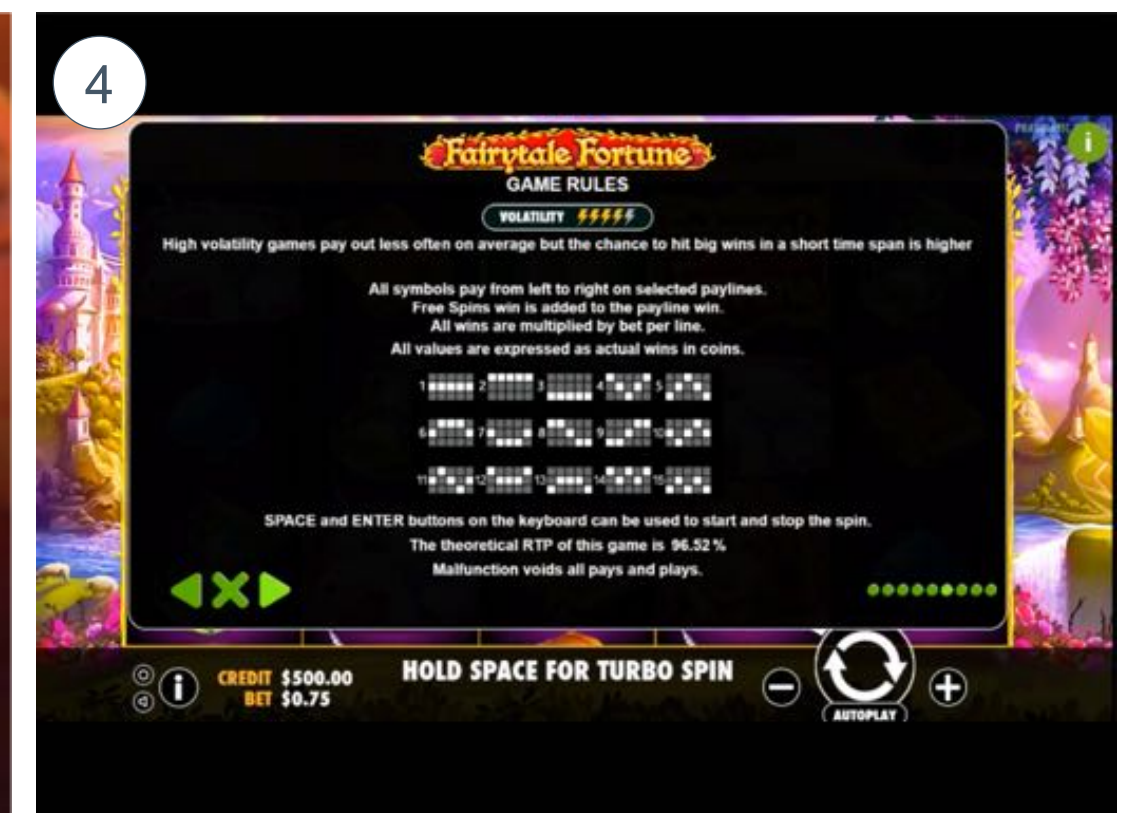 4
Fairytale Fortune
GAME RULES
VOLATILITY
High volatility games pay out less often on average but the chance to hit big wins in a short time span is higher
All symbols pay from left to right on selected paylines.
Free Spins win is added to the payline win.
All wins are multiplied by bet per line.
All values are expressed as actual wins in coins.
1 2 3 4 5
6 7 8 9 10
11 12 13 14 15
SPACE and ENTER buttons on the keyboard can be used to start and stop the spin.
The theoretical RTP of this game is 96.52%
Malfunction voids all pays and plays.
CREDIT $500.00
BET $0.75
HOLD SPACE FOR TURBO SPIN
AUTOPLAY